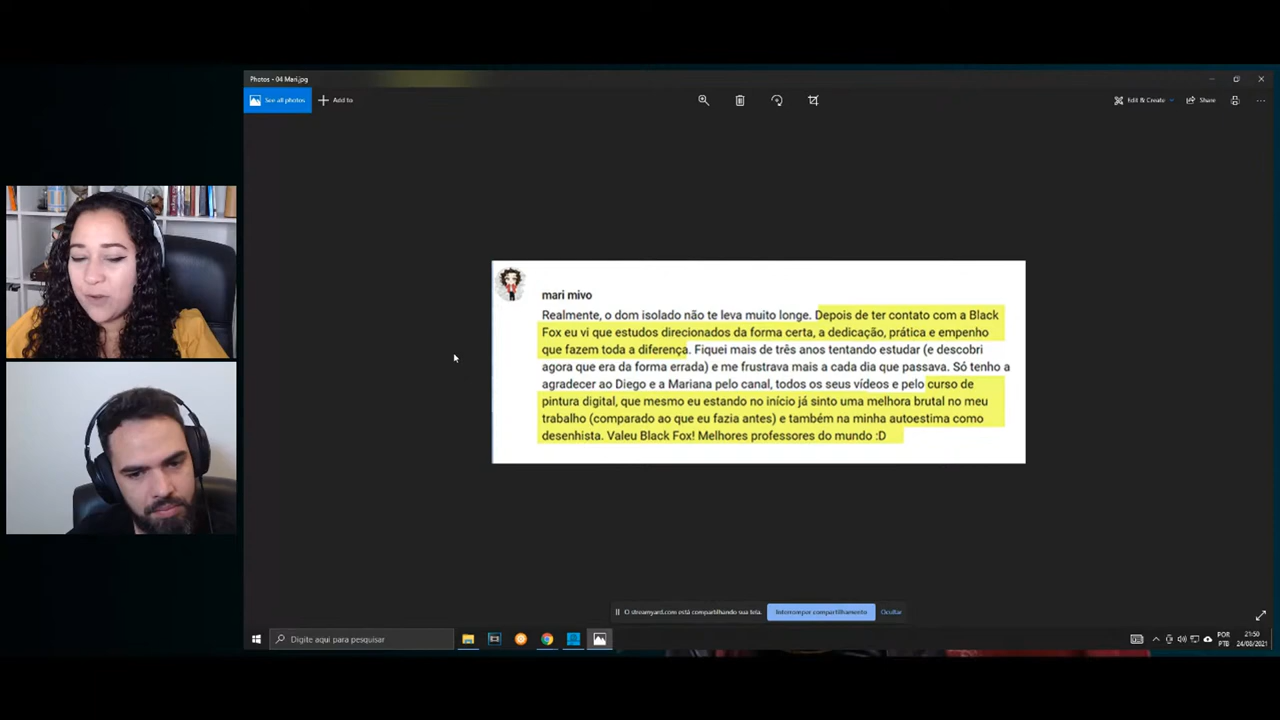 Photos - 04 Mari.jpg
See all photos
Add to
Edit & Create
Share
mari mivo
Realmente, o dom isolado não te leva muito longe. Depois de ter contato com a Black
Fox eu vi que estudos direcionados da forma certa, a dedicação, prática e empenho
que fazem toda a diferença. Fiquei mais de três anos tentando estudar (e descobri
agora que era da forma errada) e me frustrava mais a cada dia que passava. Só tenho a
agradecer ao Diego e a Mariana pelo canal, todos os seus vídeos e pelo curso de
pintura digital, que mesmo eu estando no início já sinto uma melhora brutal no meu
trabalho (comparado ao que eu fazia antes) e também na minha autoestima como
desenhista. Valeu Black Fox! Melhores professores do mundo :D
O streamyard.com está compartilhando sua tela.
Interromper compartilhamento
Ocultar
Digite aqui para pesquisar
POR
PTB
21:50
24/08/2021